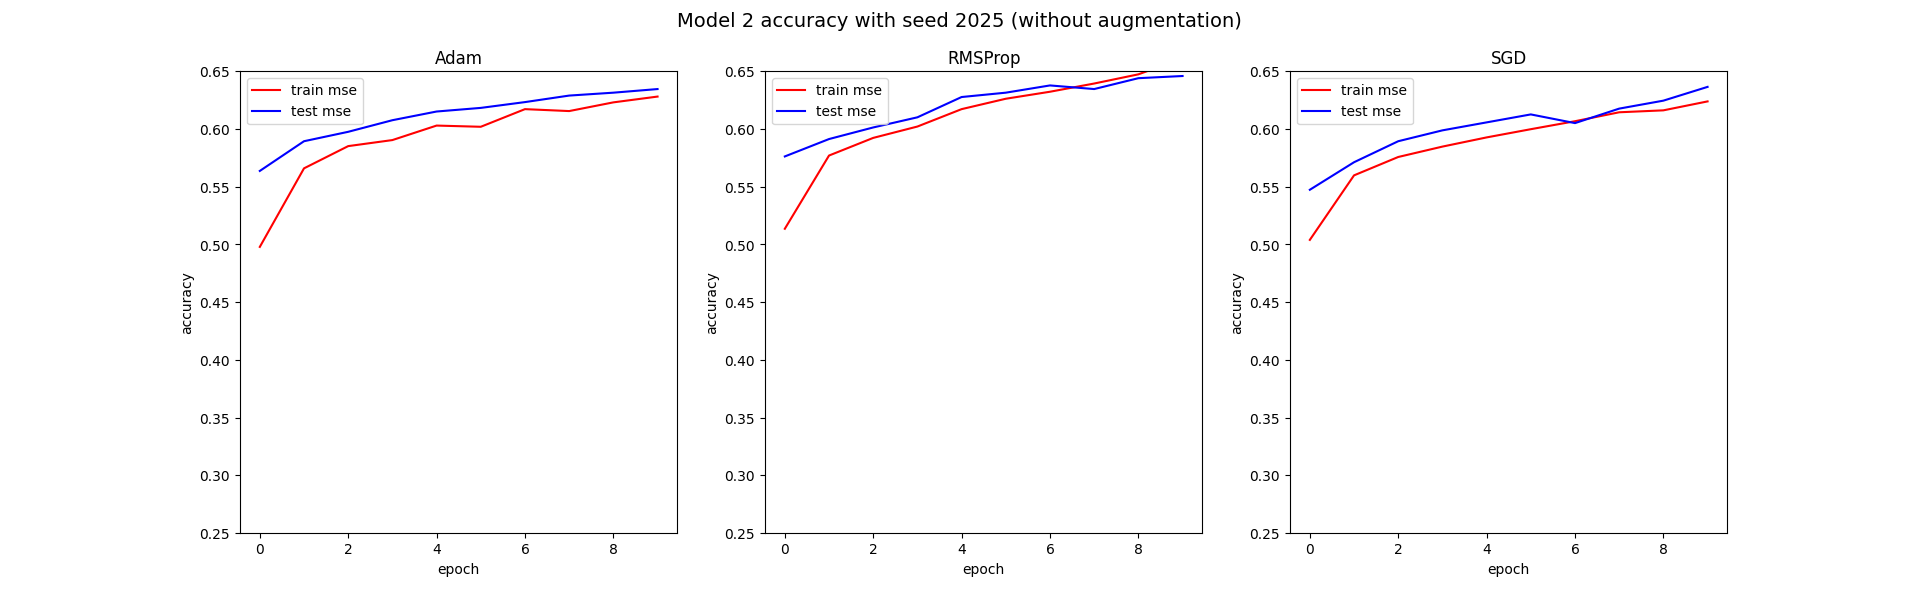 Model 2 accuracy with seed 2025 (without augmentation)
Adam
train mse
test mse
0.65
0.60
0.55
0.50
0.45
0.40
0.35
0.30
0.25
accuracy
0 2 4 6 8
epoch
RMSProp
train mse
test mse
0.65
0.60
0.55
0.50
0.45
0.40
0.35
0.30
0.25
accuracy
0 2 4 6 8
epoch
SGD
train mse
test mse
0.65
0.60
0.55
0.50
0.45
0.40
0.35
0.30
0.25
accuracy
0 2 4 6 8
epoch